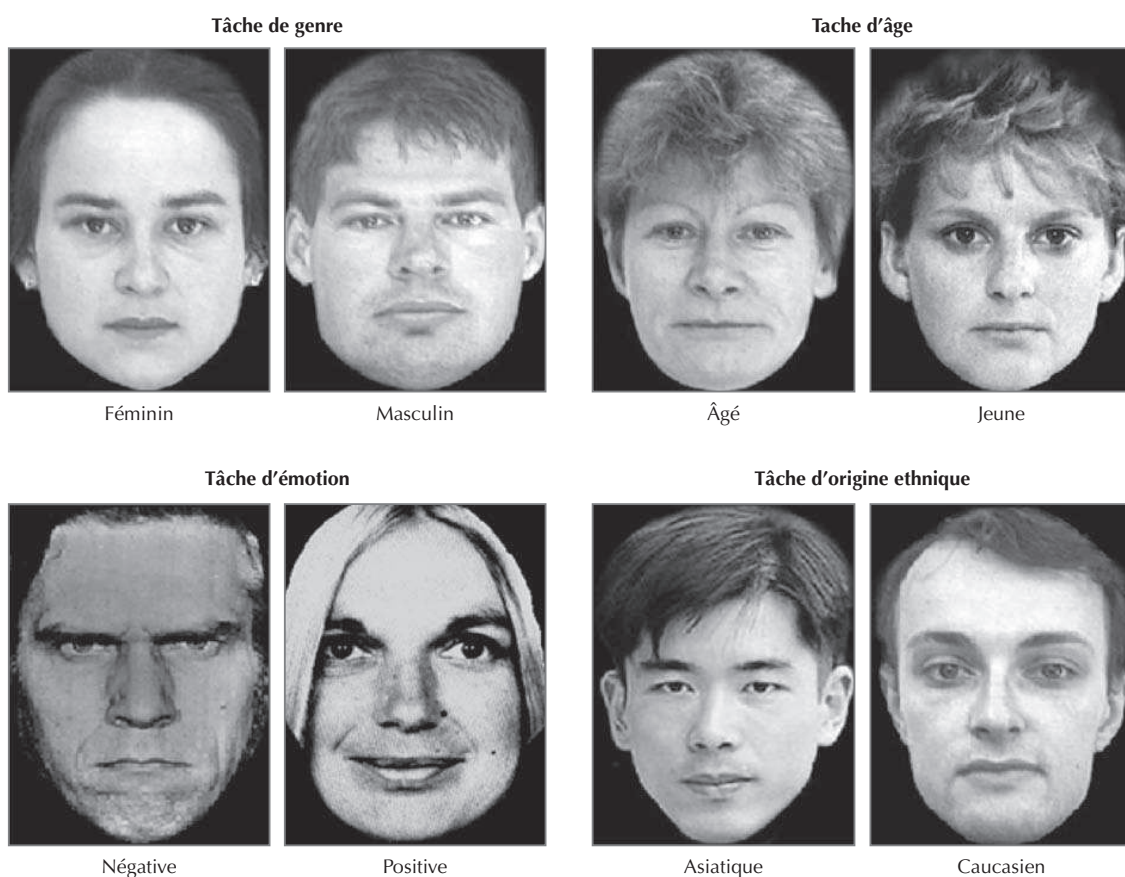 Tâche de genre
Tache d'âge
Féminin
Masculin
Âgé
Jeune
Tâche d'émotion
Tâche d'origine ethnique
Négative
Positive
Asiatique
Caucasien